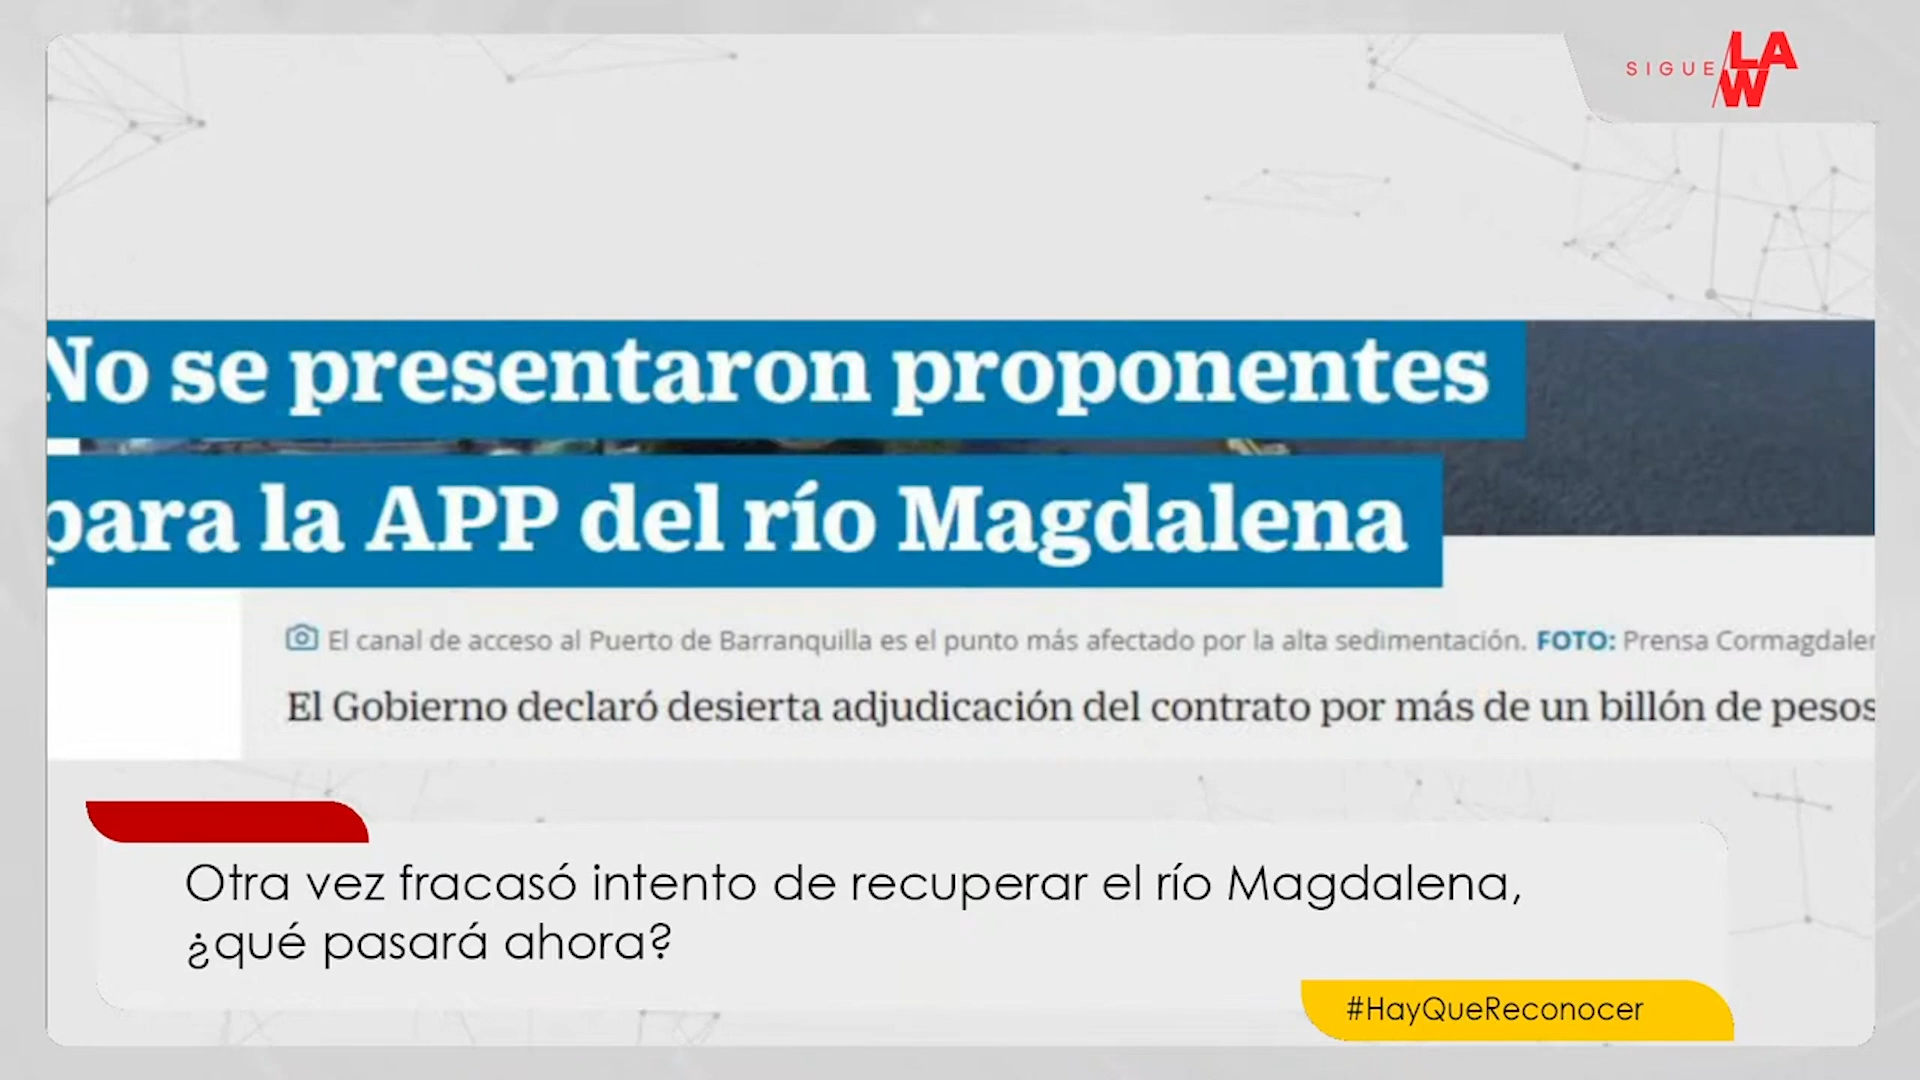 SIGUE LA W
No se presentaron proponentes
para la APP del río Magdalena
El canal de acceso al Puerto de Barranquilla es el punto más afectado por la alta sedimentación. FOTO: Prensa
El Gobierno declaró desierta adjudicación del contrato por más de un billón de pesos
Otra vez fracasó intento de recuperar el río Magdalena,
¿qué pasará ahora?
#HayQueReconocer